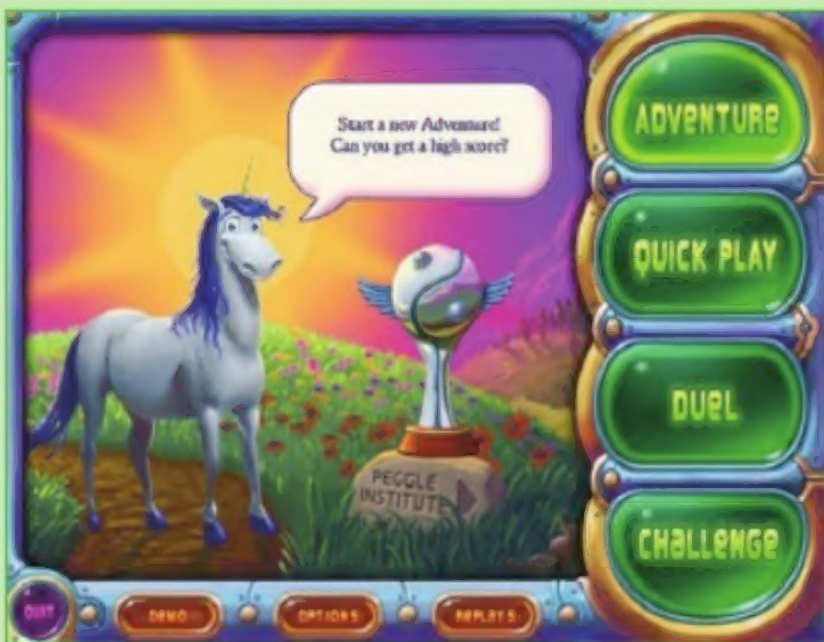 Start a new Adventure!
Can you get a high score?
ADVENTURE
QUICK PLAY
DUEL
CHALLENGE
PEGGLE
INSTITUTE
QUIT
DEMO
OPTIONS
REPLAYS